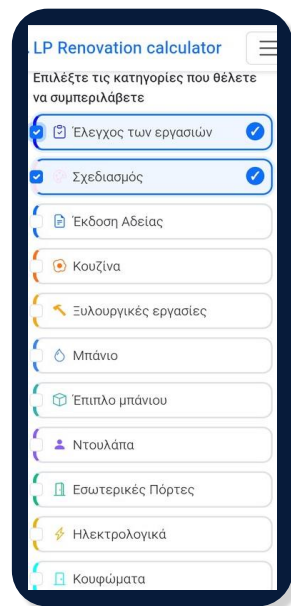 LP Renovation calculator
Επιλέξτε τις κατηγορίες που θέλετε
να συμπεριλάβετε
Έλεγχος των εργασιών
Σχεδιασμός
Έκδοση Αδείας
Κουζίνα
Ξυλουργικές εργασίες
Μπάνιο
Έπιπλο μπάνιου
Ντουλάπα
Εσωτερικές Πόρτες
Ηλεκτρολογικά
Κουφώματα